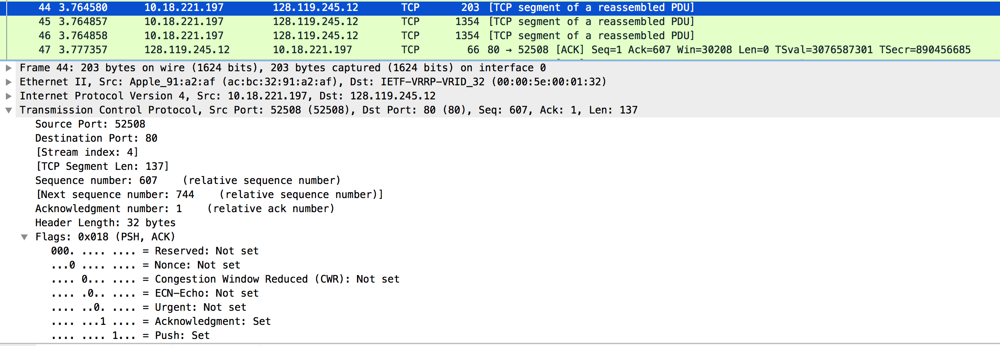 44 3.764580 10.18.221.197 128.119.245.12 TCP 203 [TCP segment of a reassembled PDU]
45 3.764857 10.18.221.197 128.119.245.12 TCP 1354 [TCP segment of a reassembled PDU]
46 3.764858 10.18.221.197 128.119.245.12 TCP 1354 [TCP segment of a reassembled PDU]
47 3.777357 128.119.245.12 10.18.221.197 TCP 66 80 → 52508 [ACK] Seq=1 Ack=607 Win=30208 Len=0 TSval=3076587301 TSecr=890456685
Frame 44: 203 bytes on wire (1624 bits), 203 bytes captured (1624 bits) on interface 0
Ethernet II, Src: Apple_91:a2:af (ac:bc:32:91:a2:af), Dst: IETF-VRRP-VRID_32 (00:00:5e:00:01:32)
Internet Protocol Version 4, Src: 10.18.221.197, Dst: 128.119.245.12
Transmission Control Protocol, Src Port: 52508 (52508), Dst Port: 80 (80), Seq: 607, Ack: 1, Len: 137
Source Port: 52508
Destination Port: 80
[Stream index: 4]
[TCP Segment Len: 137]
Sequence number: 607 (relative sequence number)
[Next sequence number: 744 (relative sequence number)]
Acknowledgment number: 1 (relative ack number)
Header Length: 32 bytes
Flags: 0x018 (PSH, ACK)
000. .... .... = Reserved: Not set
...0 .... .... = Nonce: Not set
.... 0... .... = Congestion Window Reduced (CWR): Not set
.... .0.. .... = ECN-Echo: Not set
.... ..0. .... = Urgent: Not set
.... ...1 .... = Acknowledgment: Set
.... .... 1... = Push: Set